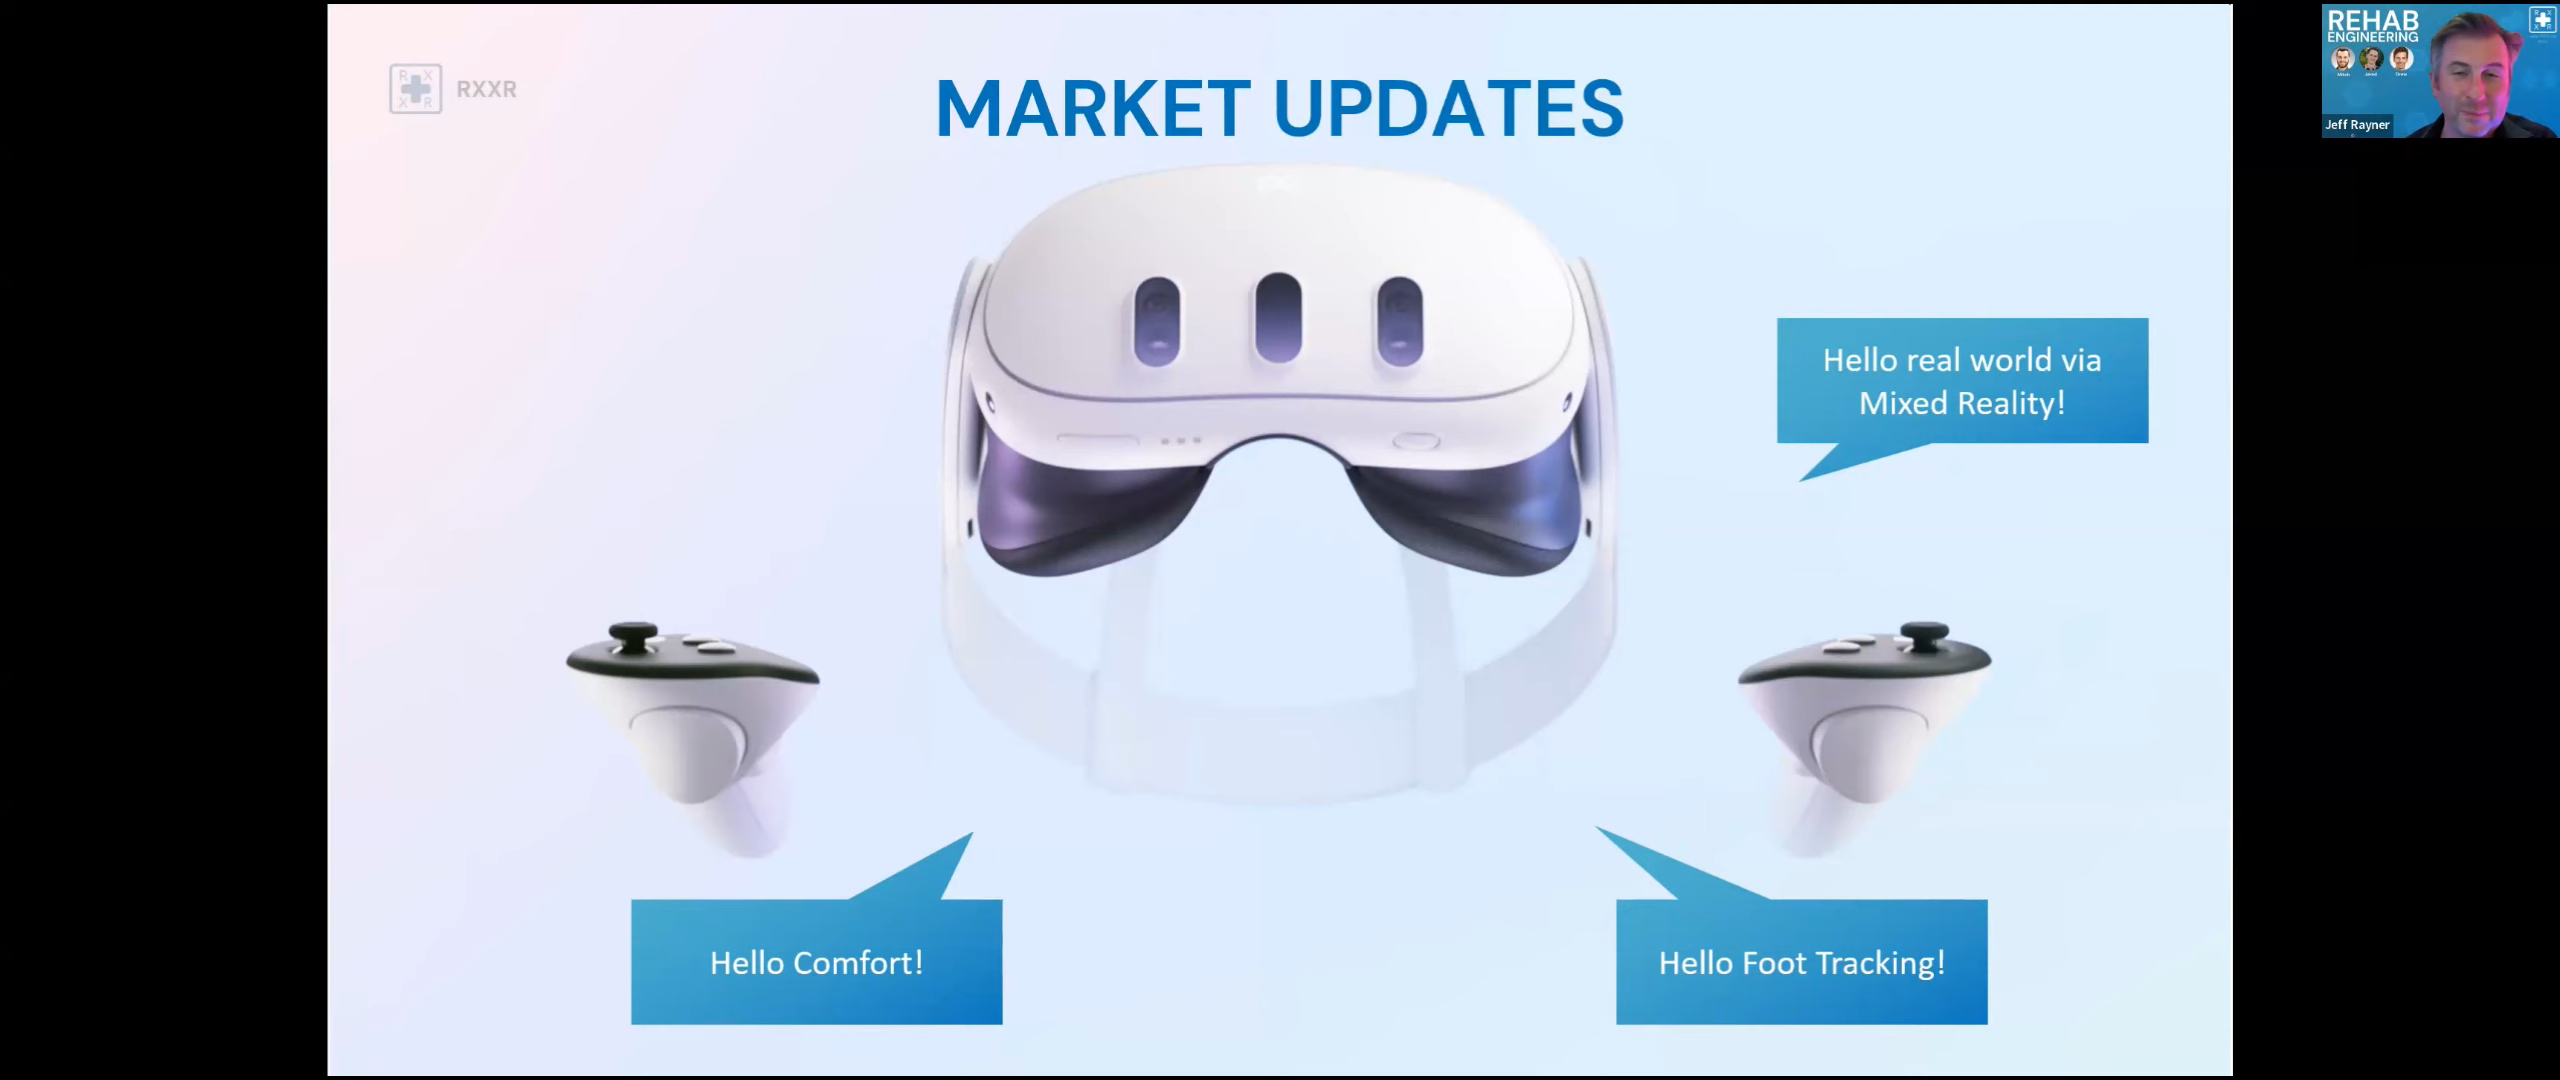 RXXR
MARKET UPDATES
Hello real world via
Mixed Reality!
Hello Comfort!
Hello Foot Tracking!
REHAB
ENGINEERING
Jeff Rayner